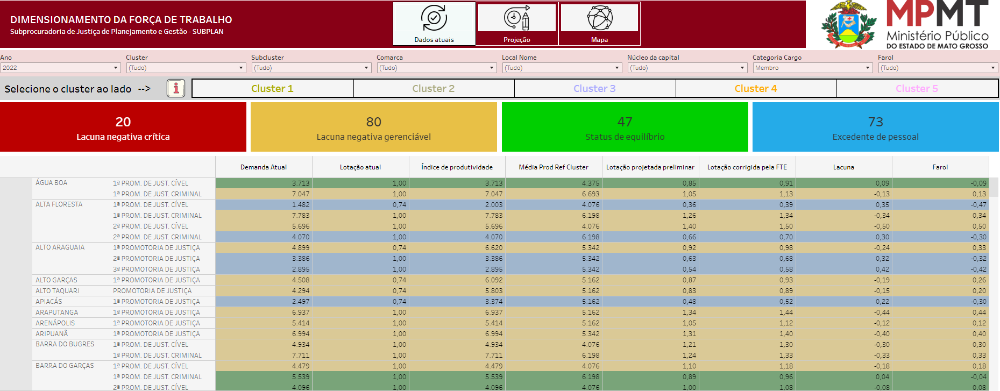 DIMENSIONAMENTO DA FORÇA DE TRABALHO
Subprocuradoria de Justiça de Planejamento e Gestão - SUBPLAN
Dados atuais Projeção Mapa
MPMT
Ministério Público
DO ESTADO DE MATO GROSSO
Ano Cluster Subcluster Comarca Local Nome Núcleo da capital Categoria Cargo Farol
2022 (Tudo) (Tudo) (Tudo) (Tudo) (Tudo) Membro (Tudo)
Selecione o cluster ao lado --> i Cluster 1 Cluster 2 Cluster 3 Cluster 4 Cluster 5
20 80 47 73
Lacuna negativa crítica Lacuna negativa gerenciável Status de equilíbrio Excedente de pessoal
Demanda Atual Lotação atual Índice de produtividade Média Prod Ref Cluster Lotação projetada preliminar Lotação corrigida pela FTE Lacuna Farol
ÁGUA BOA 1ª PROM. DE JUST. CÍVEL 3.713 1,00 3.713 4.375 0,85 0,91 0,09 -0,09
1ª PROM. DE JUST. CRIMINAL 7.047 1,00 7.047 6.693 1,05 1,13 -0,13 0,13
ALTA FLORESTA 1ª PROM. DE JUST. CÍVEL 1.482 0,74 2.003 4.076 0,36 0,39 0,35 -0,47
1ª PROM. DE JUST. CRIMINAL 7.783 1,00 7.783 6.198 1,26 1,34 -0,34 0,34
2ª PROM. DE JUST. CÍVEL 5.696 1,00 5.696 4.076 1,40 1,50 -0,50 0,50
2ª PROM. DE JUST. CRIMINAL 4.070 1,00 4.070 6.198 0,66 0,70 0,30 -0,30
ALTO ARAGUAIA 1ª PROMOTORIA DE JUSTIÇA 4.899 0,74 6.620 5.342 0,92 0,98 -0,24 0,33
2ª PROMOTORIA DE JUSTIÇA 3.386 1,00 3.386 5.342 0,63 0,68 0,32 -0,32
3ª PROMOTORIA DE JUSTIÇA 2.895 1,00 2.895 5.342 0,54 0,58 0,42 -0,42
ALTO GARÇAS 1ª PROMOTORIA DE JUSTIÇA 4.508 0,74 6.092 5.162 0,87 0,93 -0,19 0,26
ALTO TAQUARI PROMOTORIA DE JUSTIÇA 4.294 0,74 5.803 5.162 0,83 0,89 -0,15 0,20
APIACÁS 1ª PROMOTORIA DE JUSTIÇA 2.497 0,74 3.374 5.162 0,48 0,52 0,22 -0,30
ARAPUTANGA 1ª PROMOTORIA DE JUSTIÇA 6.937 1,00 6.937 5.162 1,34 1,44 -0,44 0,44
ARENÁPOLIS 1ª PROMOTORIA DE JUSTIÇA 5.414 1,00 5.414 5.162 1,05 1,12 -0,12 0,12
ARIPUANÃ 1ª PROMOTORIA DE JUSTIÇA 6.994 1,00 6.994 5.342 1,31 1,40 -0,40 0,40
BARRA DO BUGRES 1ª PROM. DE JUST. CÍVEL 4.934 1,00 4.934 4.076 1,21 1,30 -0,30 0,30
1ª PROM. DE JUST. CRIMINAL 7.711 1,00 7.711 6.198 1,24 1,33 -0,33 0,33
BARRA DO GARÇAS 1ª PROM. DE JUST. CÍVEL 4.479 1,00 4.479 4.076 1,10 1,18 -0,18 0,18
1ª PROM. DE JUST. CRIMINAL 5.539 1,00 5.539 6.198 0,89 0,96 0,04 -0,04
2ª PROM. DE JUST. CÍVEL 4.096 1,00 4.096 4.076 1,00 1,08 -0,08 0,08